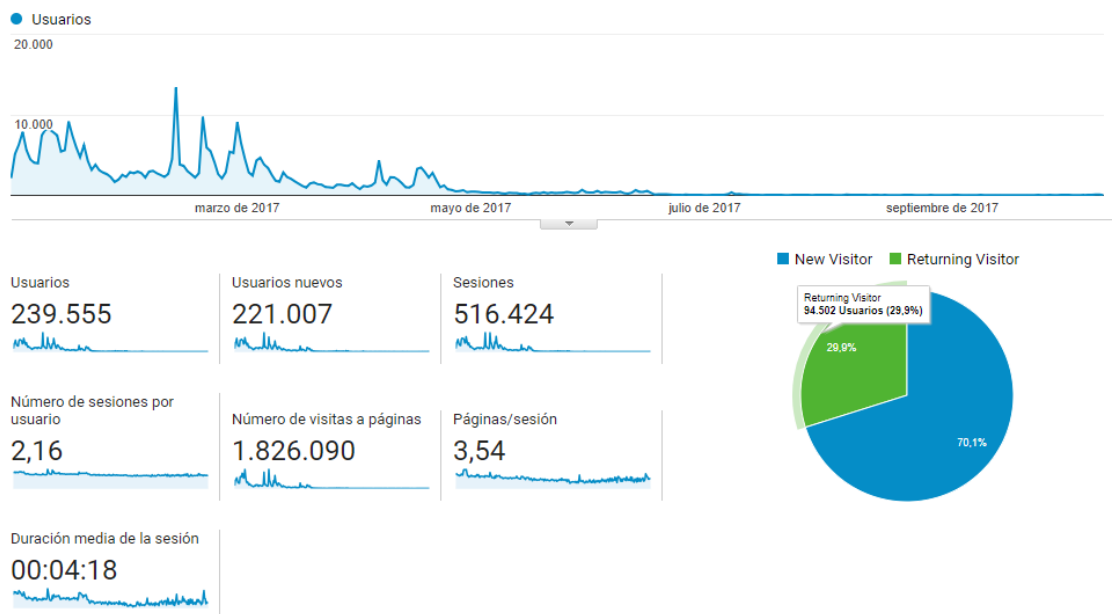 Usuarios
20.000
10.000
marzo de 2017
mayo de 2017
julio de 2017
septiembre de 2017
Usuarios
239.555
Usuarios nuevos
221.007
Sesiones
516.424
Número de sesiones por
usuario
2,16
Número de visitas a páginas
1.826.090
Páginas/sesión
3,54
Duración media de la sesión
00:04:18
New Visitor
Returning Visitor
Returning Visitor
94.502 Usuarios (29,9%)
29,9%
70,1%